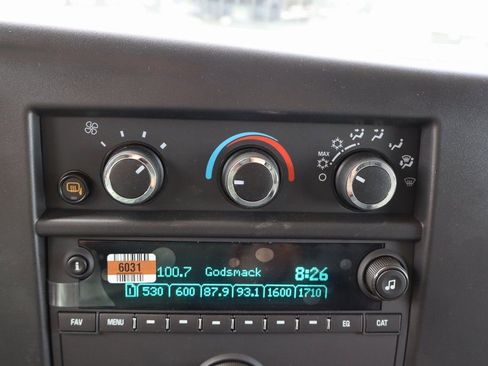 MAX
6031
100.7 Godsmack 8:26
1 530 600 87.9 93.1 1600 1710
i
FAV MENU EQ CAT